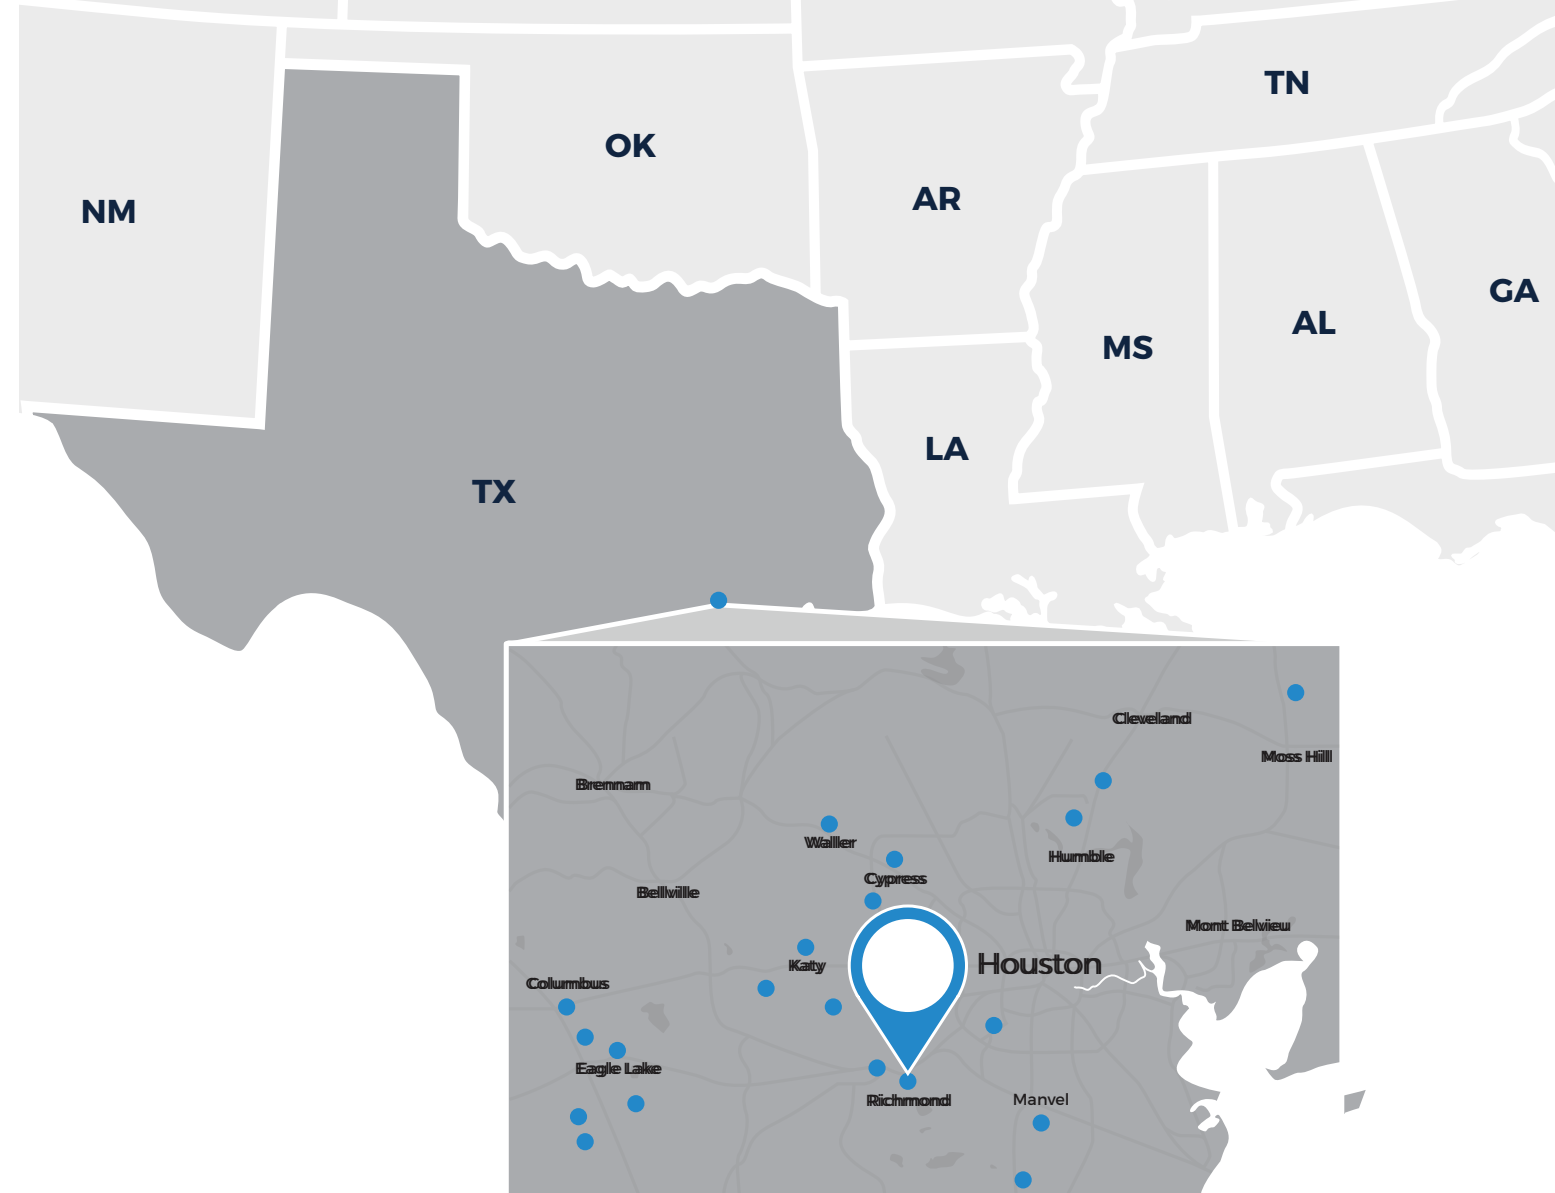 TN
OK
AR
NM
GA
AL
MS
LA
TX
Cleveland
Moss Hill
Brennam
Waller
Humble
Cypress
Bellville
Mont Belvieu
Houston
Katy
Columbus
Eagle Lake
Richmond
Manvel